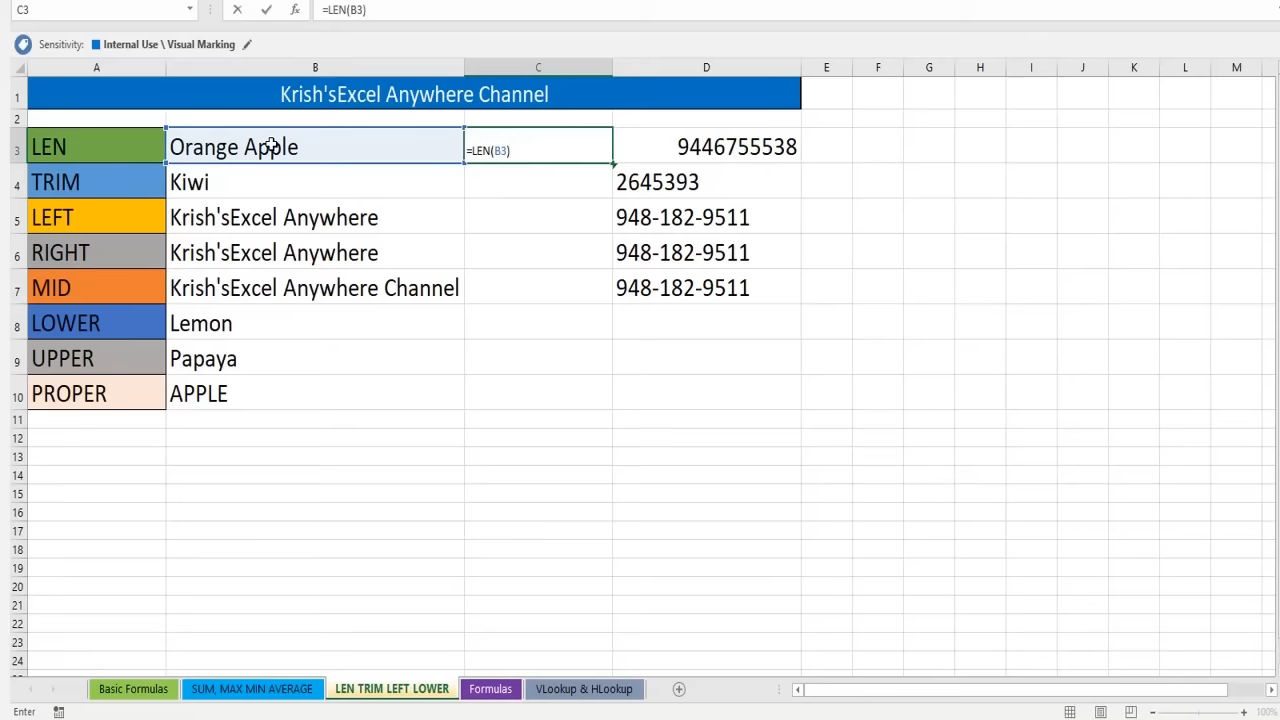 C3 fx =LEN(B3)
Sensitivity: Internal Use \ Visual Marking
A B C D E F G H I J K L M
1 Krish'sExcel Anywhere Channel
2
3 LEN Orange Apple =LEN(B3) 9446755538
4 TRIM Kiwi 2645393
5 LEFT Krish'sExcel Anywhere 948-182-9511
6 RIGHT Krish'sExcel Anywhere 948-182-9511
7 MID Krish'sExcel Anywhere Channel 948-182-9511
8 LOWER Lemon
9 UPPER Papaya
10 PROPER APPLE
11
12
13
14
15
16
17
18
19
20
21
22
23
24
Basic Formulas SUM, MAX MIN AVERAGE LEN TRIM LEFT LOWER Formulas VLookup & HLookup
Enter 100%